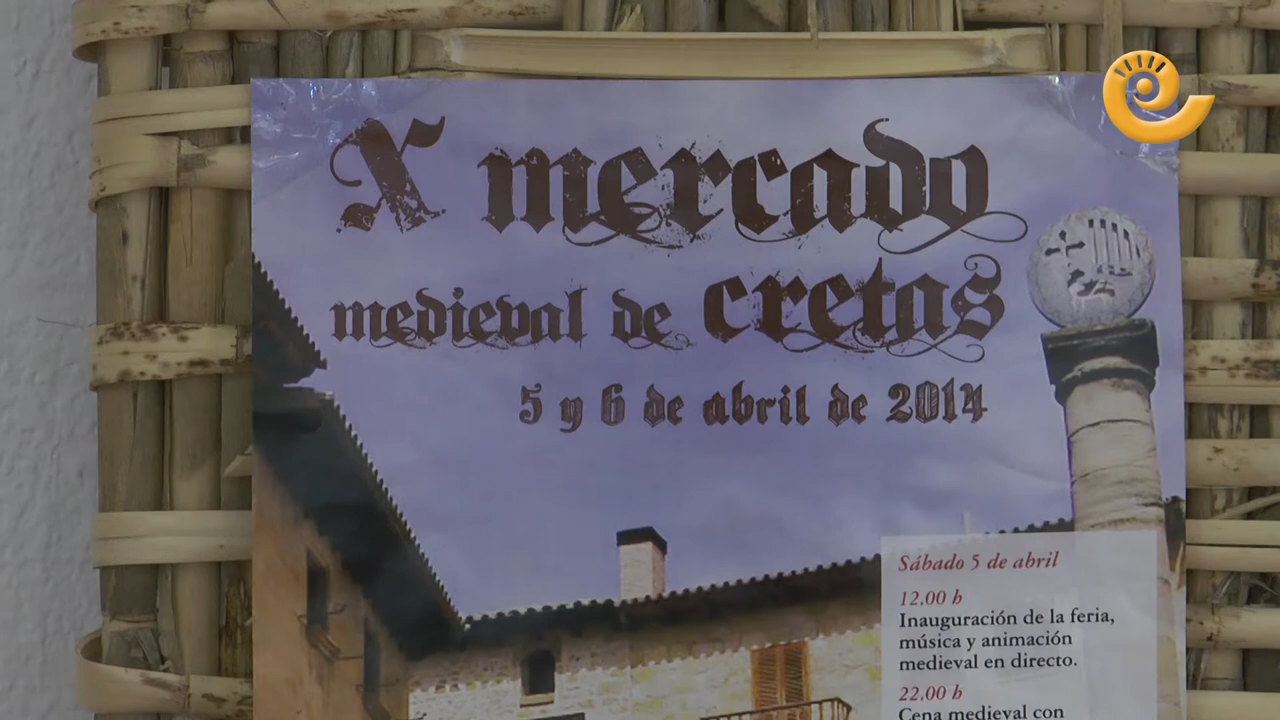 X mercado
medieval de cretas
5 y 6 de abril de 2014
Sábado 5 de abril
12.00 h
Inauguración de la feria,
música y animación
medieval en directo.
22.00 h
Cena medieval con